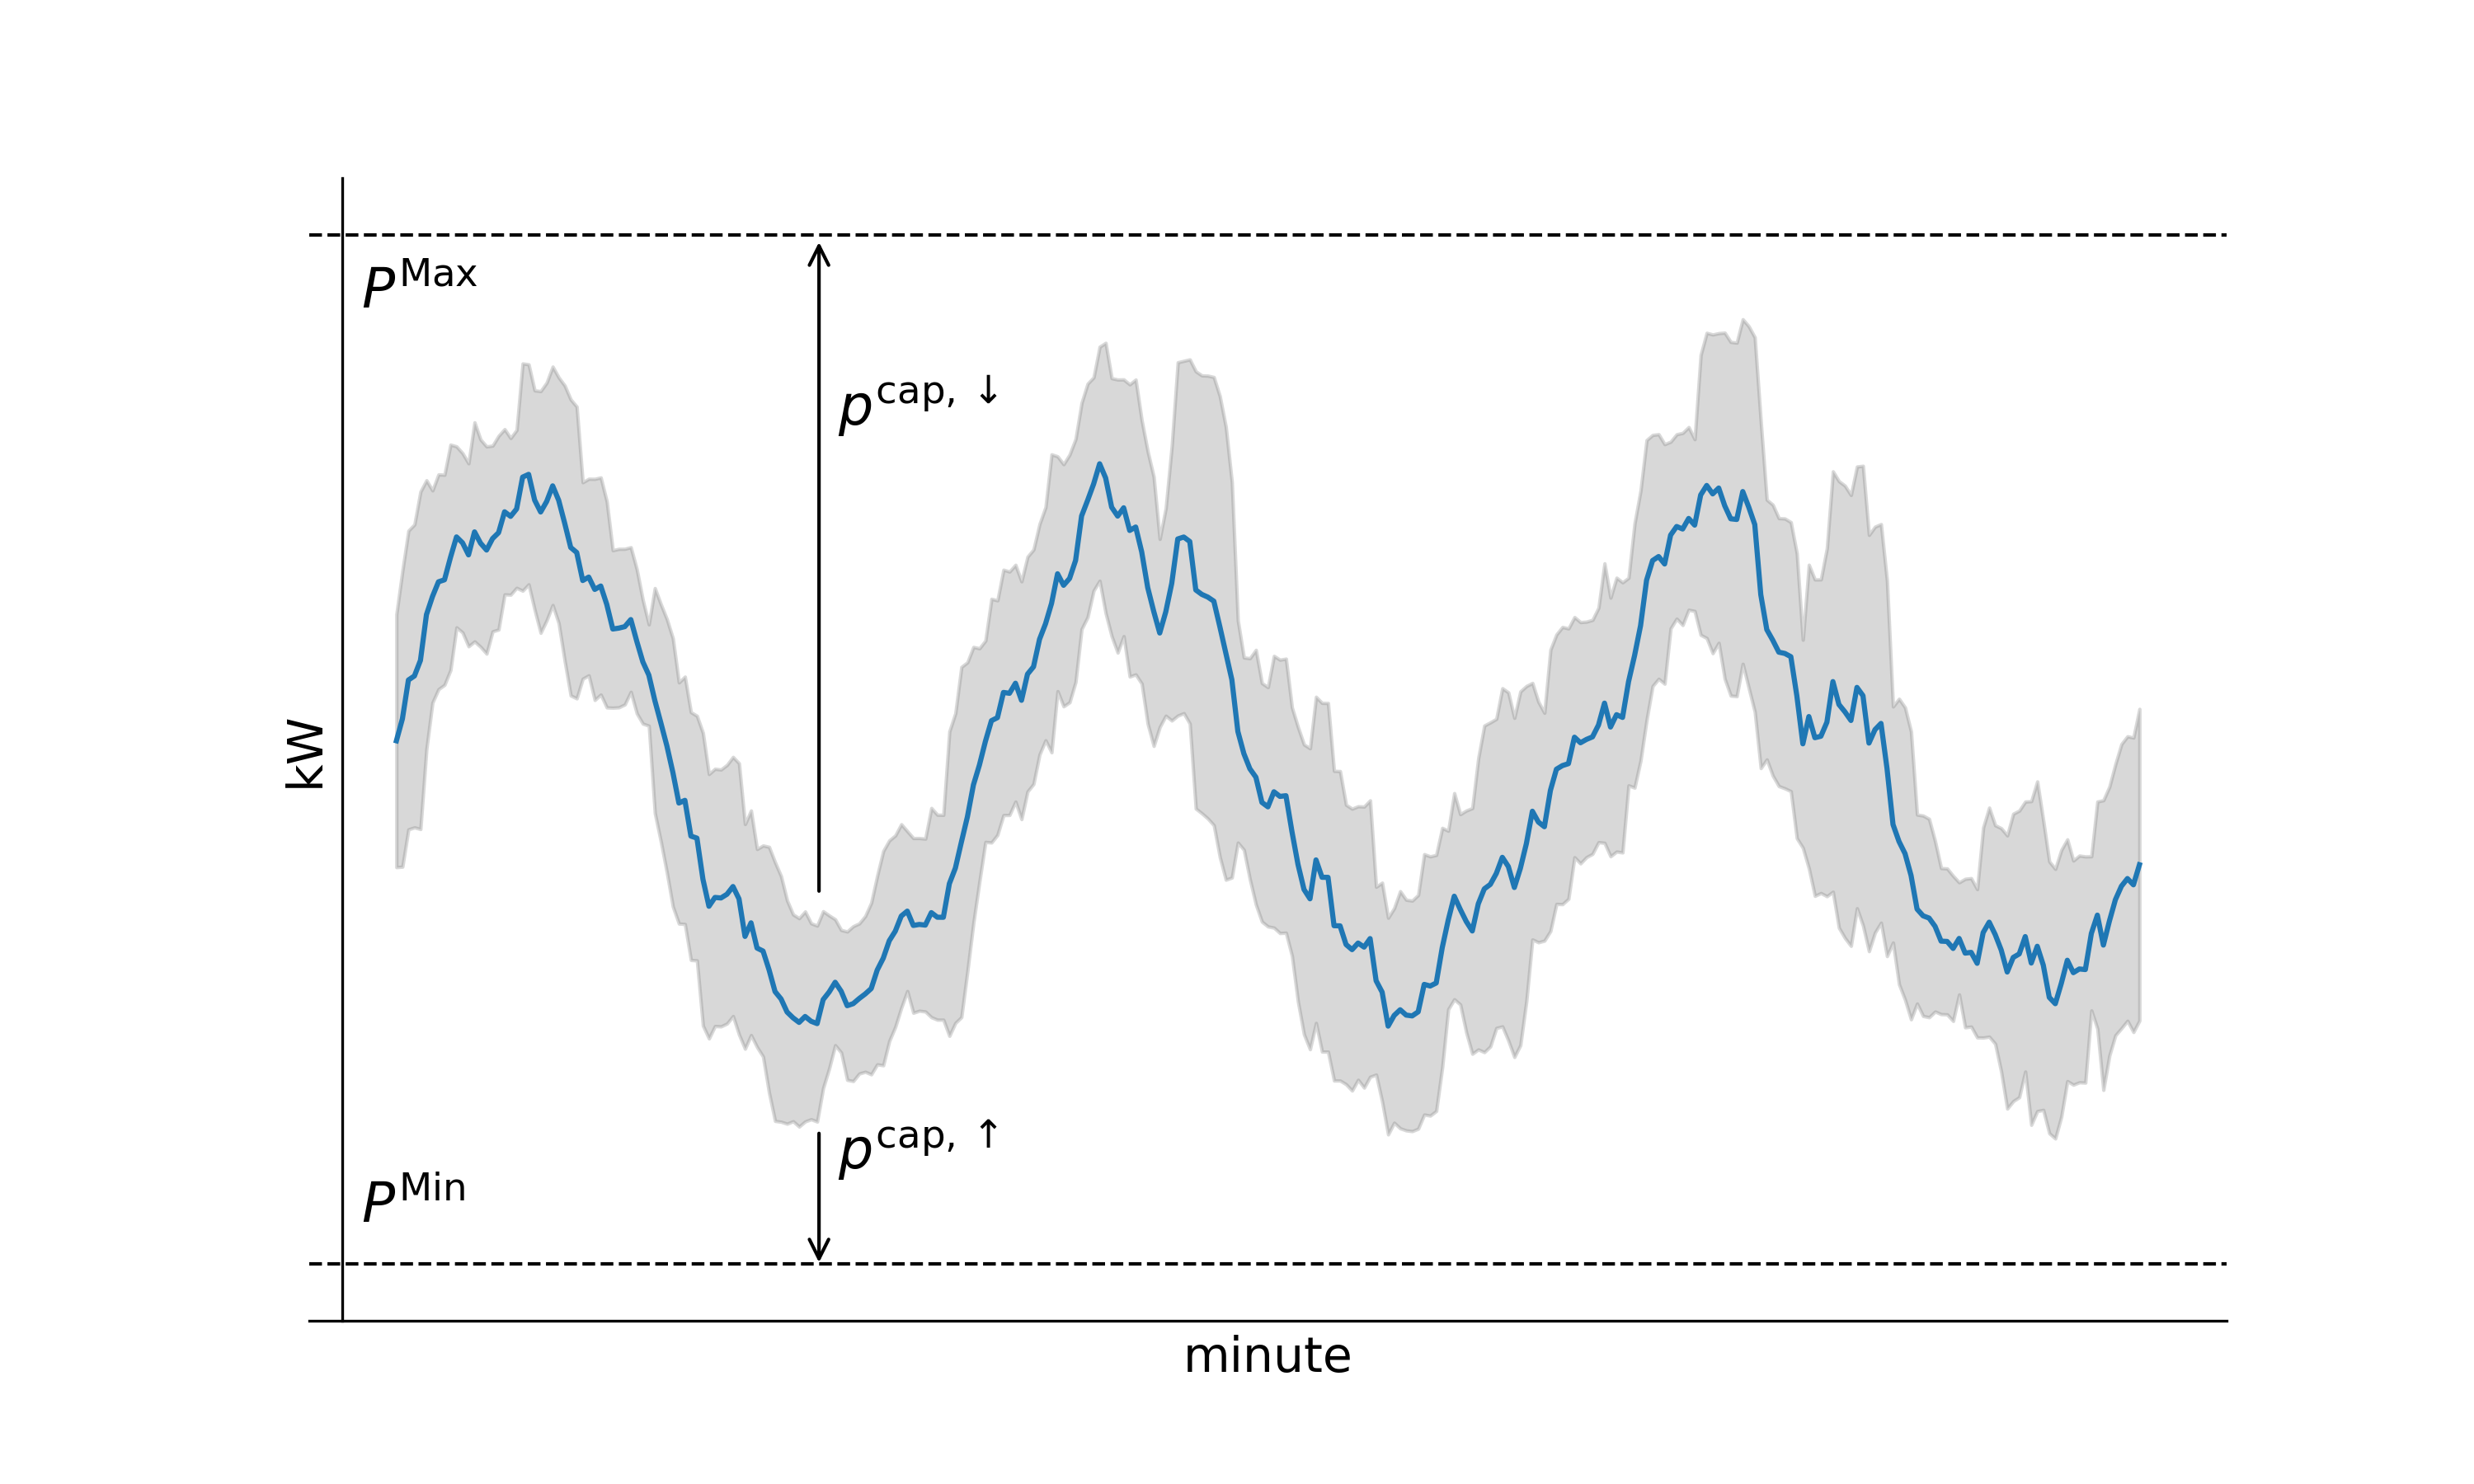 P^Max
p^cap, ↓
kW
p^cap, ↑
P^Min
minute